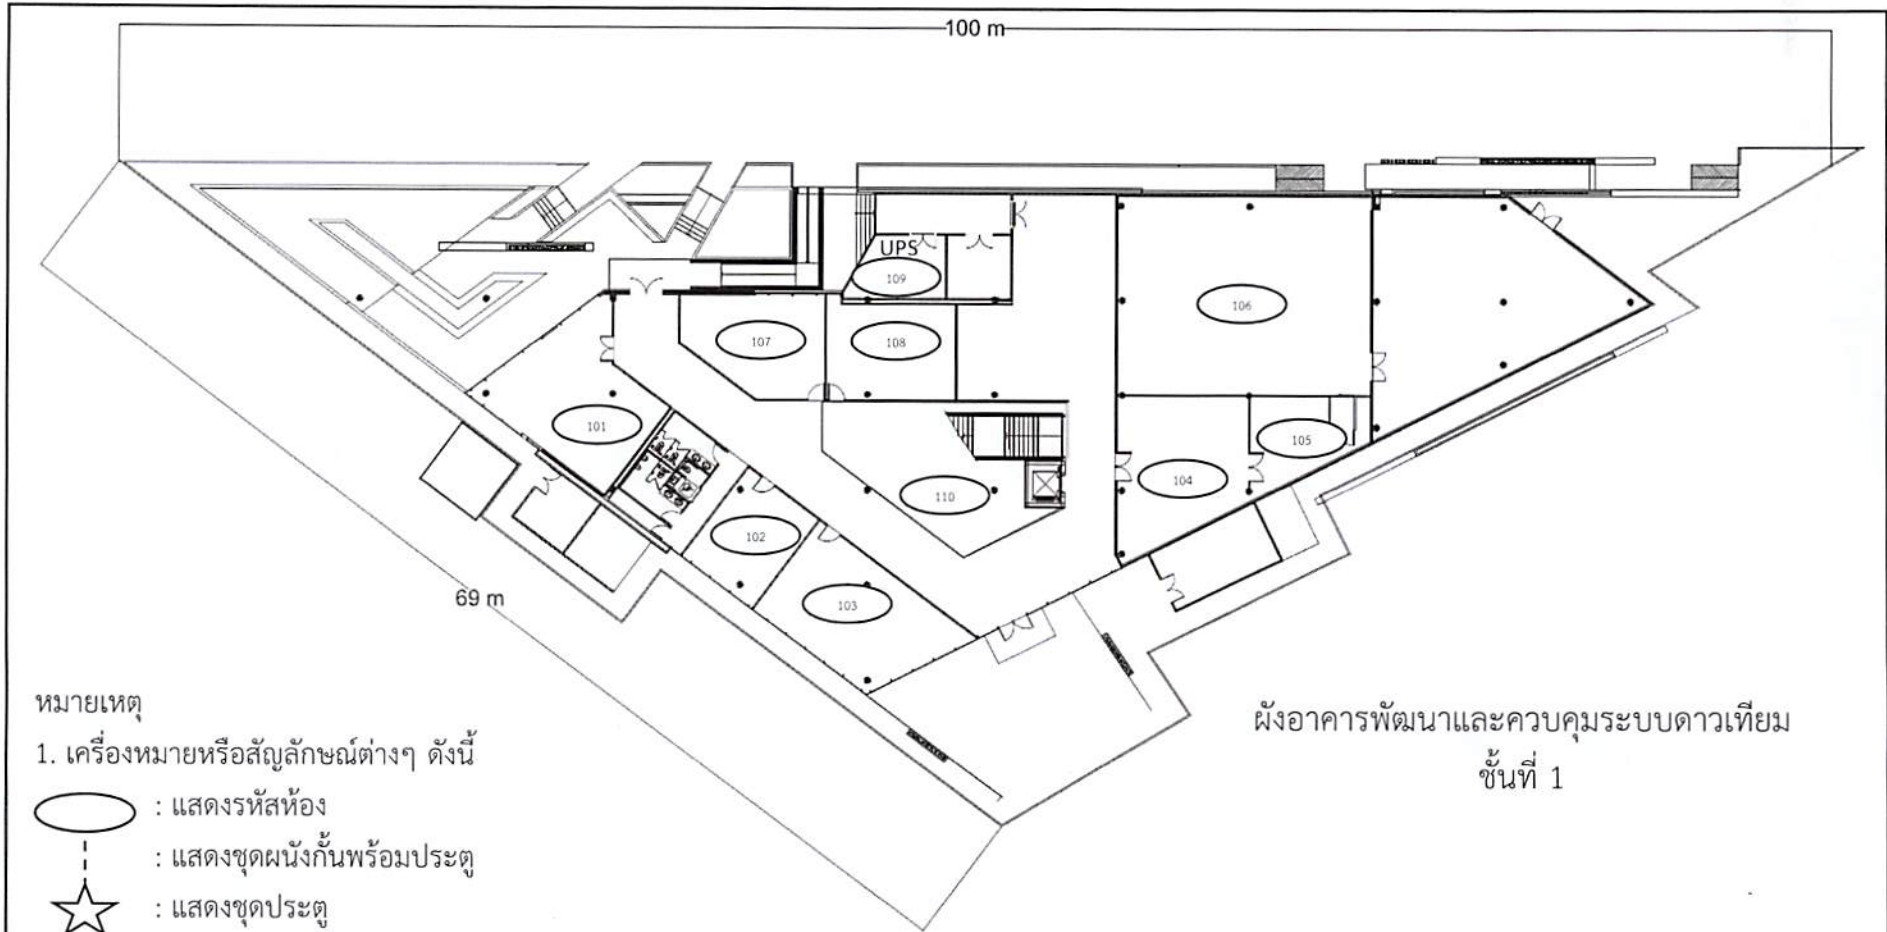 100 m
UPS
109
106
107
108
101
105
104
110
102
103
69 m
หมายเหตุ
1. เครื่องหมายหรือสัญลักษณ์ต่างๆ ดังนี้
: แสดงรหัสห้อง
: แสดงชุดผนังกั้นพร้อมประตู
: แสดงชุดประตู
ผังอาคารพัฒนาและควบคุมระบบดาวเทียม
ชั้นที่ 1